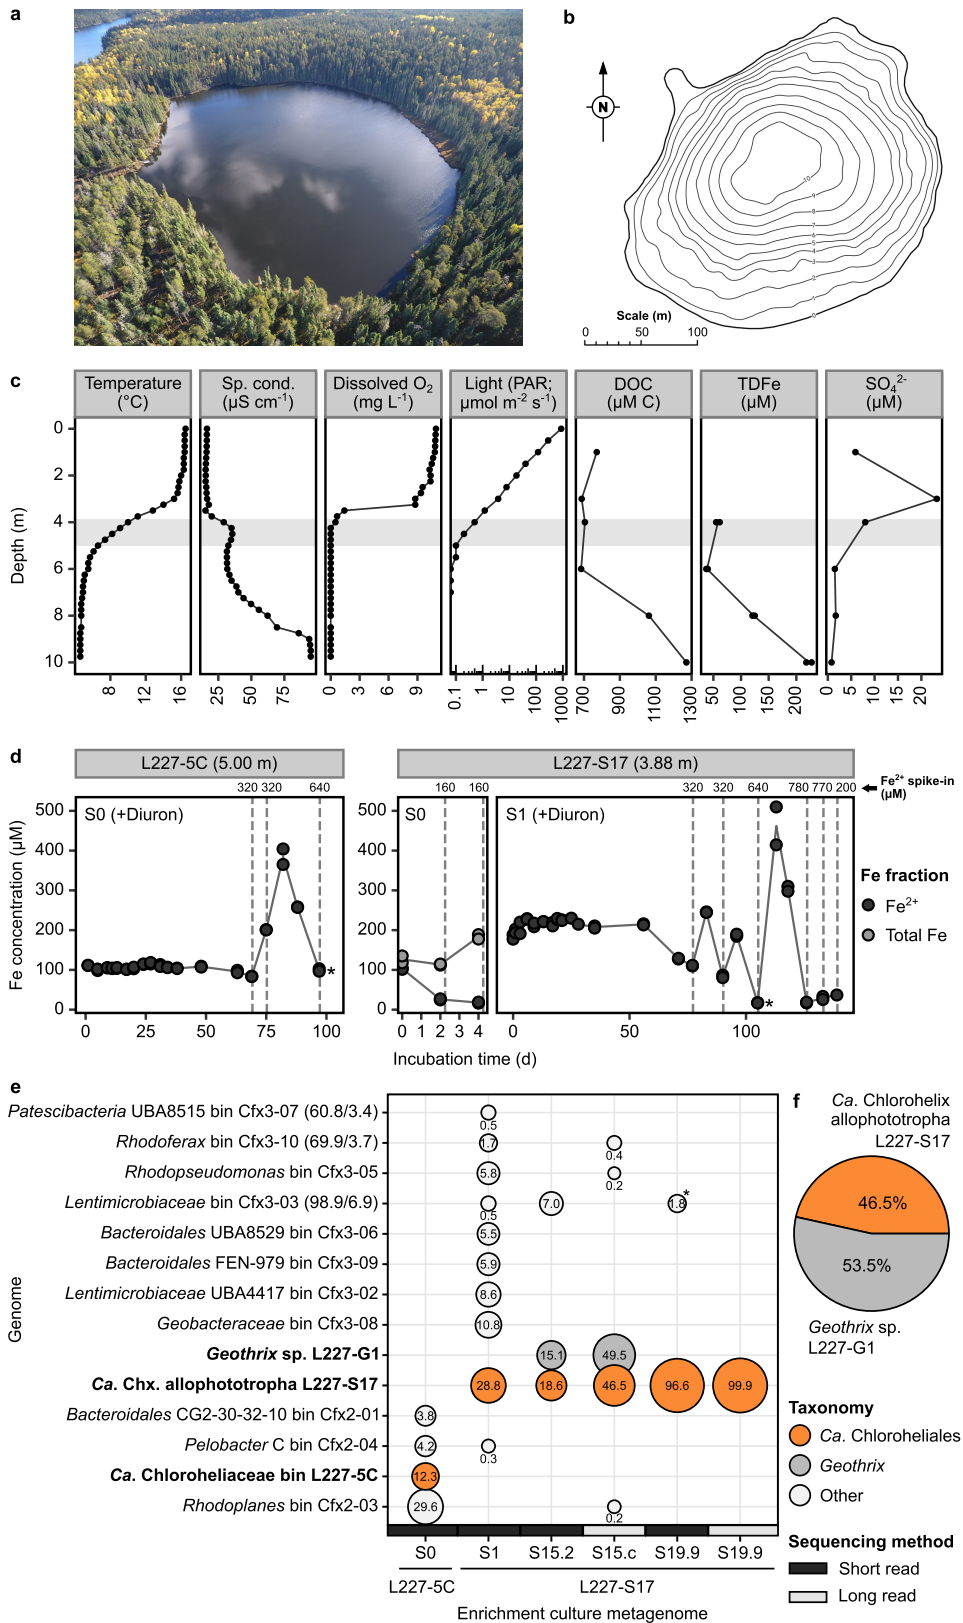 a
b
N
10
9
8
7
6
5
4
3
2
1
0
Scale (m)
0 50 100
c
Temperature (°C)
Sp. cond. (µS cm⁻¹)
Dissolved O₂ (mg L⁻¹)
Light (PAR; µmol m⁻² s⁻¹)
DOC (µM C)
TDFe (µM)
SO₄²⁻ (µM)
Depth (m)
0
2
4
6
8
10
8 12 16
25 50 75
0 3 6 9
0.1 1 10 100 1000
700 900 1100 1300
50 100 150 200
0 5 10 15 20
d
L227-5C (5.00 m)
L227-S17 (3.88 m)
320 320 640
160 160
320 320 640 780 770 200
Fe²⁺ spike-in (µM)
S0 (+Diuron)
S0
S1 (+Diuron)
Fe concentration (µM)
500
400
300
200
100
0
*
*
0 25 50 75 100
0 1 2 3 4
0 50 100
Incubation time (d)
Fe fraction
Fe²⁺
Total Fe
e
Genome
Patescibacteria UBA8515 bin Cfx3-07 (60.8/3.4)
0.5
Rhodoferax bin Cfx3-10 (69.9/3.7)
1.7 0.4
Rhodopseudomonas bin Cfx3-05
5.8 0.2
Lentimicrobiaceae bin Cfx3-03 (98.9/6.9)
0.5 7.0 1.8 *
Bacteroidales UBA8529 bin Cfx3-06
5.5
Bacteroidales FEN-979 bin Cfx3-09
5.9
Lentimicrobiaceae UBA4417 bin Cfx3-02
8.6
Geobacteraceae bin Cfx3-08
10.8
Geothrix sp. L227-G1
15.1 49.5
Ca. Chx. allophototropha L227-S17
28.8 18.6 46.5 96.6 99.9
Bacteroidales CG2-30-32-10 bin Cfx2-01
3.8
Pelobacter C bin Cfx2-04
4.2 0.3
Ca. Chloroheliaceae bin L227-5C
12.3
Rhodoplanes bin Cfx2-03
29.6 0.2
S0 S1 S15.2 S15.c S19.9 S19.9
L227-5C L227-S17
Enrichment culture metagenome
f
Ca. Chlorohelix
allophototropha
L227-S17
46.5%
53.5%
Geothrix sp.
L227-G1
Taxonomy
Ca. Chloroheliales
Geothrix
Other
Sequencing method
Short read
Long read